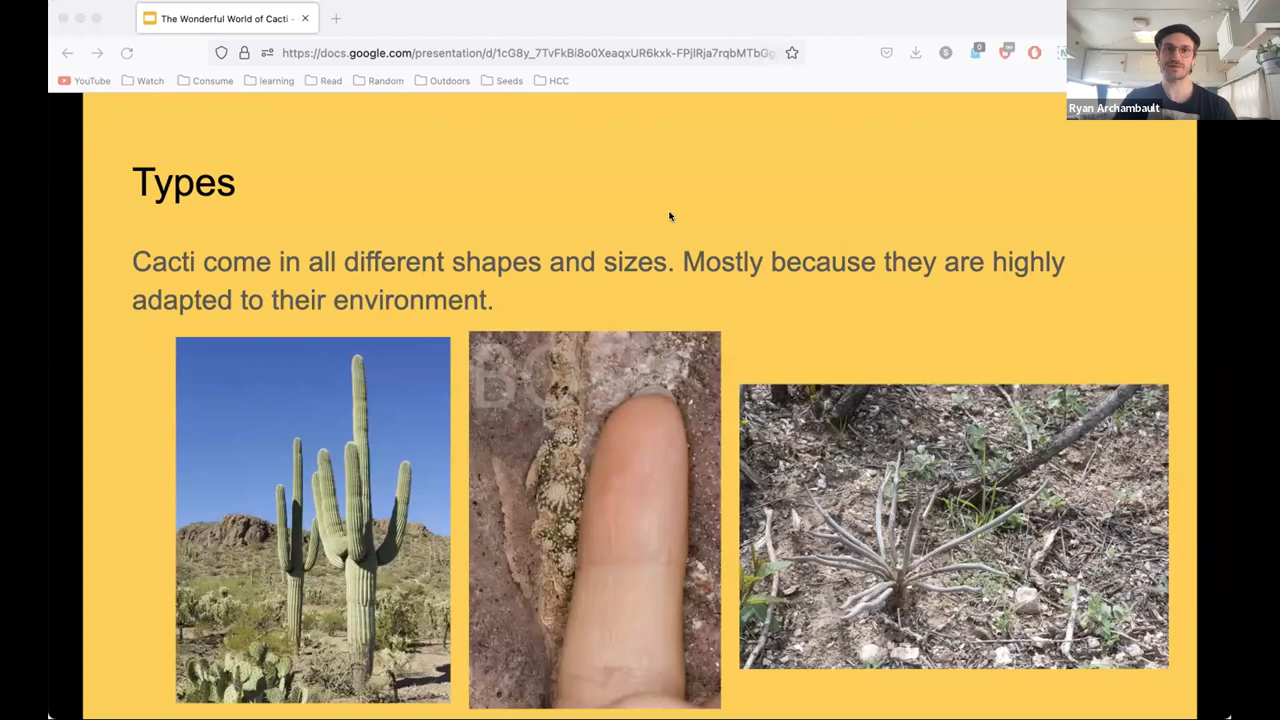 The Wonderful World of Cacti -
https://docs.google.com/presentation/d/1cG8y_7TvFkBi8o0XeaqxUR6kxk-FPjlRja7rqbMTbGg
YouTube Watch Consume learning Read Random Outdoors Seeds HCC
Ryan Archambault
Types
Cacti come in all different shapes and sizes. Mostly because they are highly
adapted to their environment.